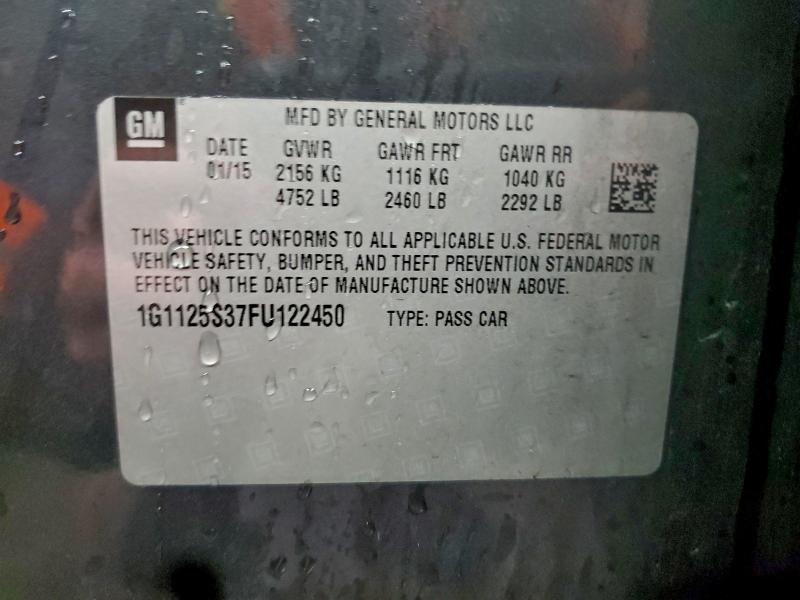 GM
MFD BY GENERAL MOTORS LLC
DATE GVWR GAWR FRT GAWR RR
01/15 2156 KG 1116 KG 1040 KG
4752 LB 2460 LB 2292 LB
THIS VEHICLE CONFORMS TO ALL APPLICABLE U.S. FEDERAL MOTOR
VEHICLE SAFETY, BUMPER, AND THEFT PREVENTION STANDARDS IN
EFFECT ON THE DATE OF MANUFACTURE SHOWN ABOVE.
1G1125S37FU122450 TYPE: PASS CAR